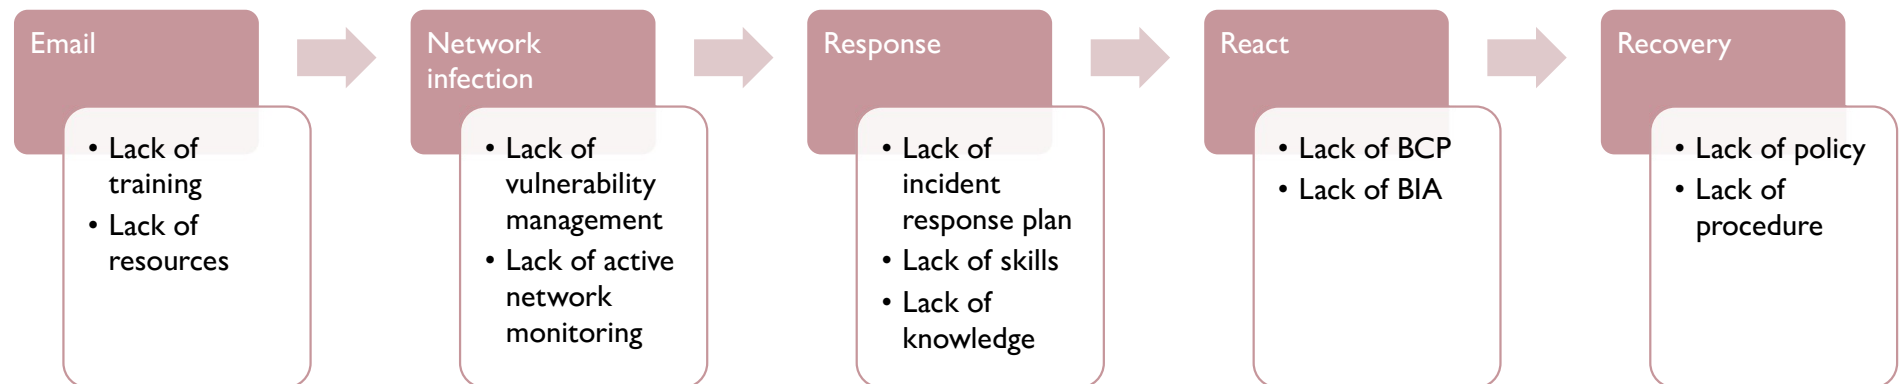 Email
• Lack of
training
• Lack of
resources
Network
infection
• Lack of
vulnerability
management
• Lack of active
network
monitoring
Response
• Lack of
incident
response plan
• Lack of skills
• Lack of
knowledge
React
• Lack of BCP
• Lack of BIA
Recovery
• Lack of policy
• Lack of
procedure